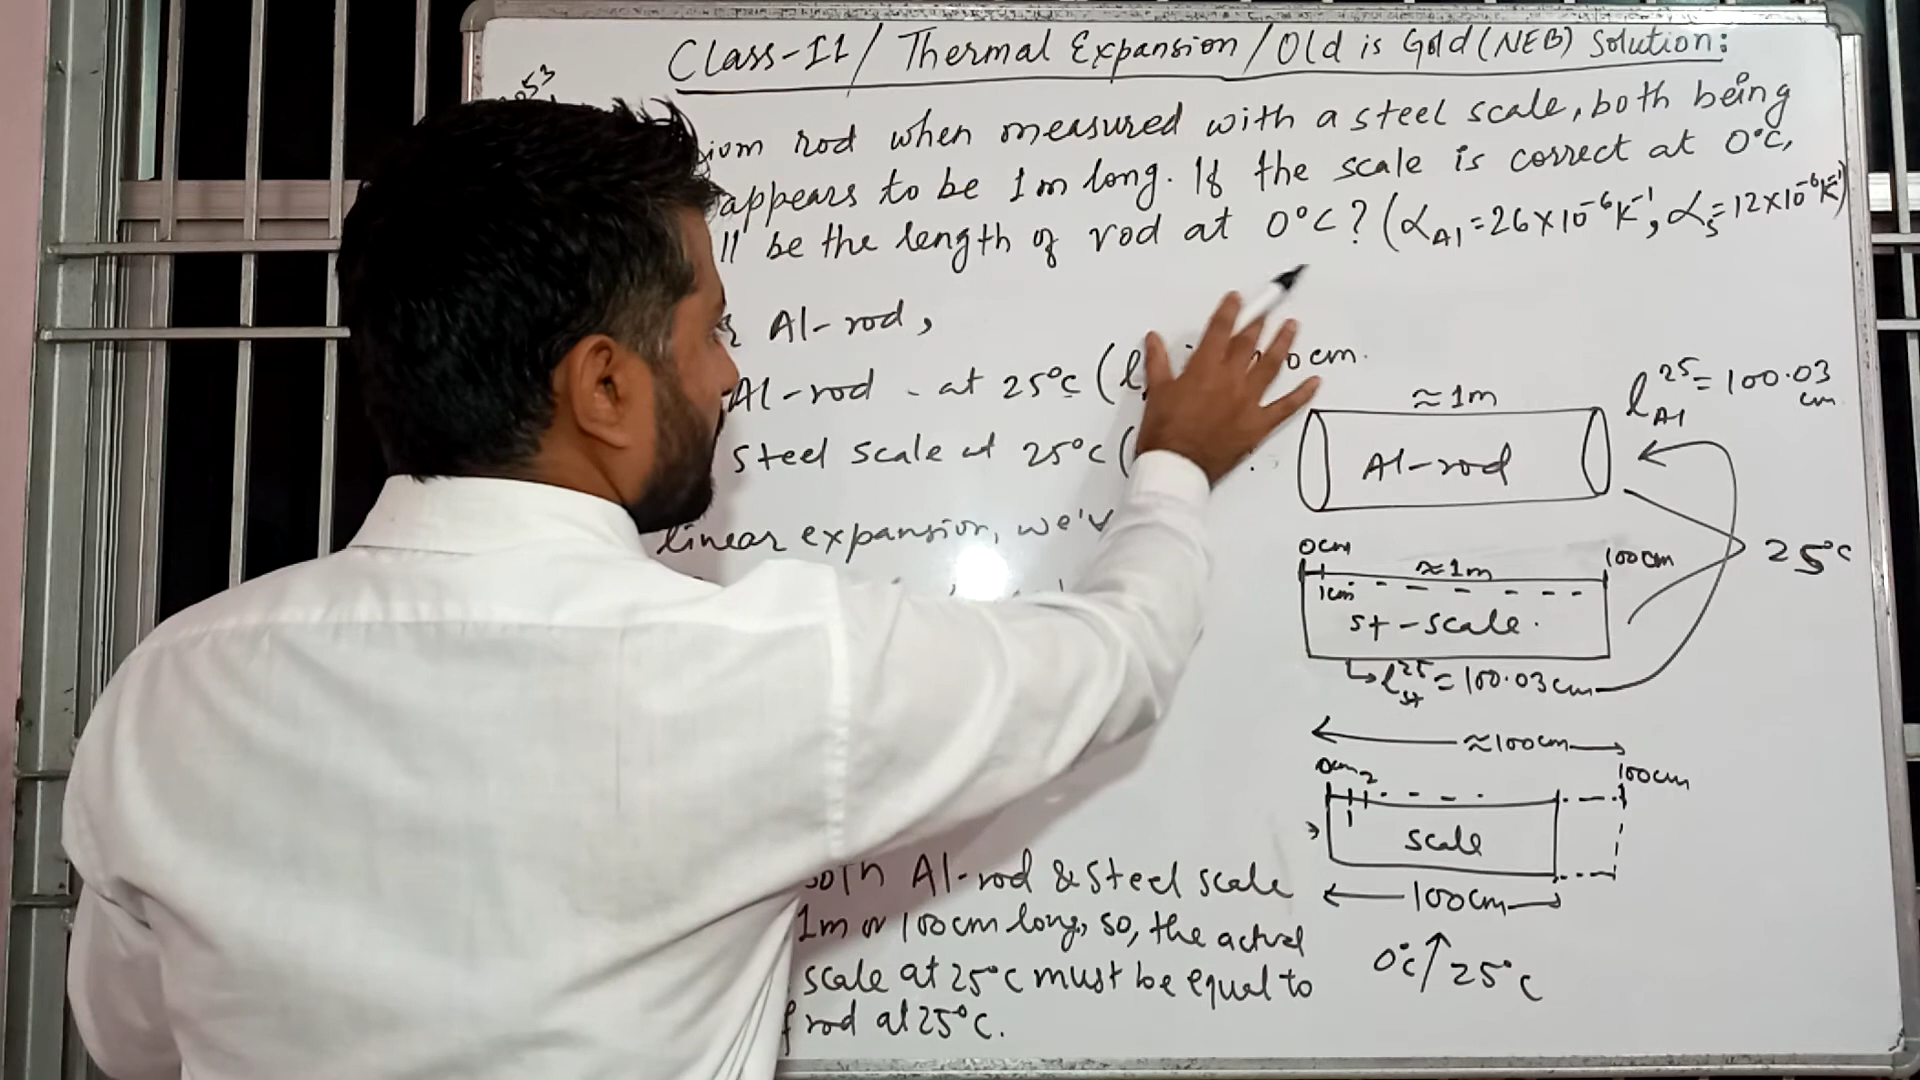 Class-11/ Thermal Expansion/Old is Gold(NEB) Solution:
2053
rod when measured with a steel scale, both being
appears to be 1m long. If the scale is correct at 0°C,
be the length of rod at 0°C? (α_Al=26×10⁻⁶K⁻¹, α_s=12×10⁻⁶K⁻¹)
Al-rod,
Al-rod - at 25°C (l
cm.
steel scale at 25°C (
linear expansion, we'v
≈1m
l_Al^25 = 100.03 cm
Al-rod
0cm
≈1m
100cm
1cm
st-scale.
25°C
l_st^25 = 100.03cm
≈100cm
0cm 2
100cm
1
scale
100cm
0°C ↑ 25°C
Al-rod & steel scale
1m or 100cm long, so, the actual
scale at 25°C must be equal to
f rod at 25°C.